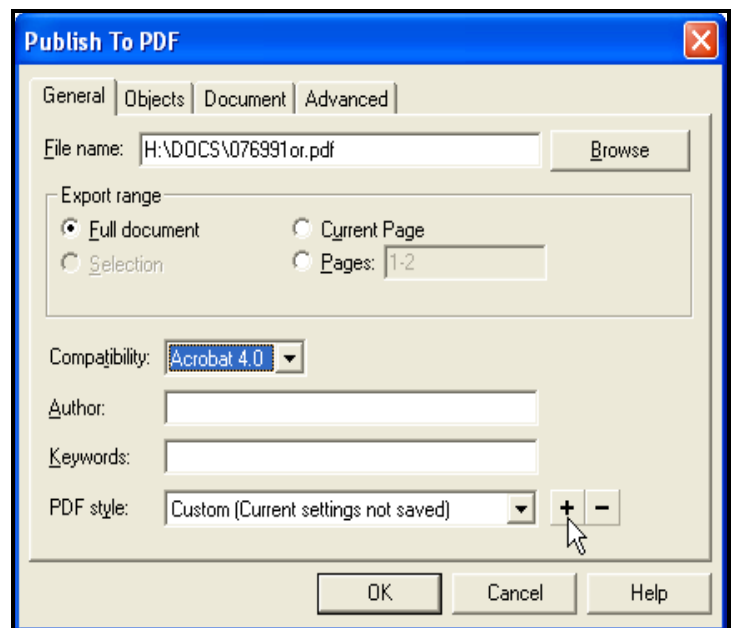 Publish To PDF
General Objects Document Advanced
File name: H:\DOCS\076991or.pdf Browse
Export range
Full document Current Page
Selection Pages: 1-2
Compatibility: Acrobat 4.0
Author:
Keywords:
PDF style: Custom (Current settings not saved) + -
OK Cancel Help